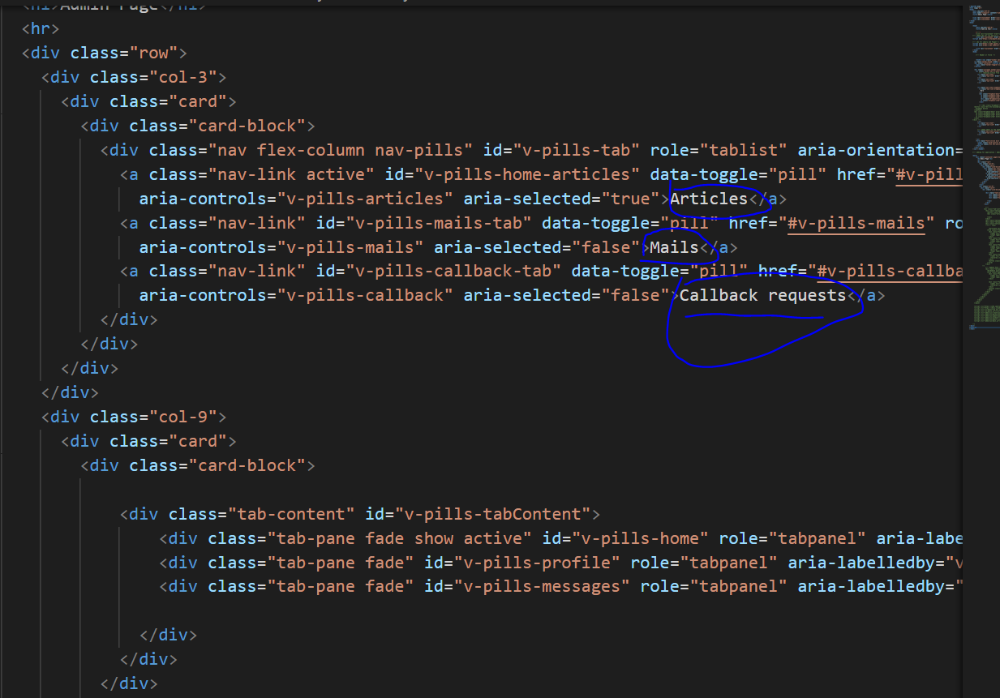 <h1>Admin Page</h1>
<hr>
<div class="row">
<div class="col-3">
<div class="card">
<div class="card-block">
<div class="nav flex-column nav-pills" id="v-pills-tab" role="tablist" aria-orientation=
<a class="nav-link active" id="v-pills-home-articles" data-toggle="pill" href="#v-pill
aria-controls="v-pills-articles" aria-selected="true">Articles</a>
<a class="nav-link" id="v-pills-mails-tab" data-toggle="pill" href="#v-pills-mails" ro
aria-controls="v-pills-mails" aria-selected="false">Mails</a>
<a class="nav-link" id="v-pills-callback-tab" data-toggle="pill" href="#v-pills-callba
aria-controls="v-pills-callback" aria-selected="false">Callback requests</a>
</div>
</div>
</div>
</div>
<div class="col-9">
<div class="card">
<div class="card-block">
<div class="tab-content" id="v-pills-tabContent">
<div class="tab-pane fade show active" id="v-pills-home" role="tabpanel" aria-labe
<div class="tab-pane fade" id="v-pills-profile" role="tabpanel" aria-labelledby="v
<div class="tab-pane fade" id="v-pills-messages" role="tabpanel" aria-labelledby="
</div>
</div>
</div>